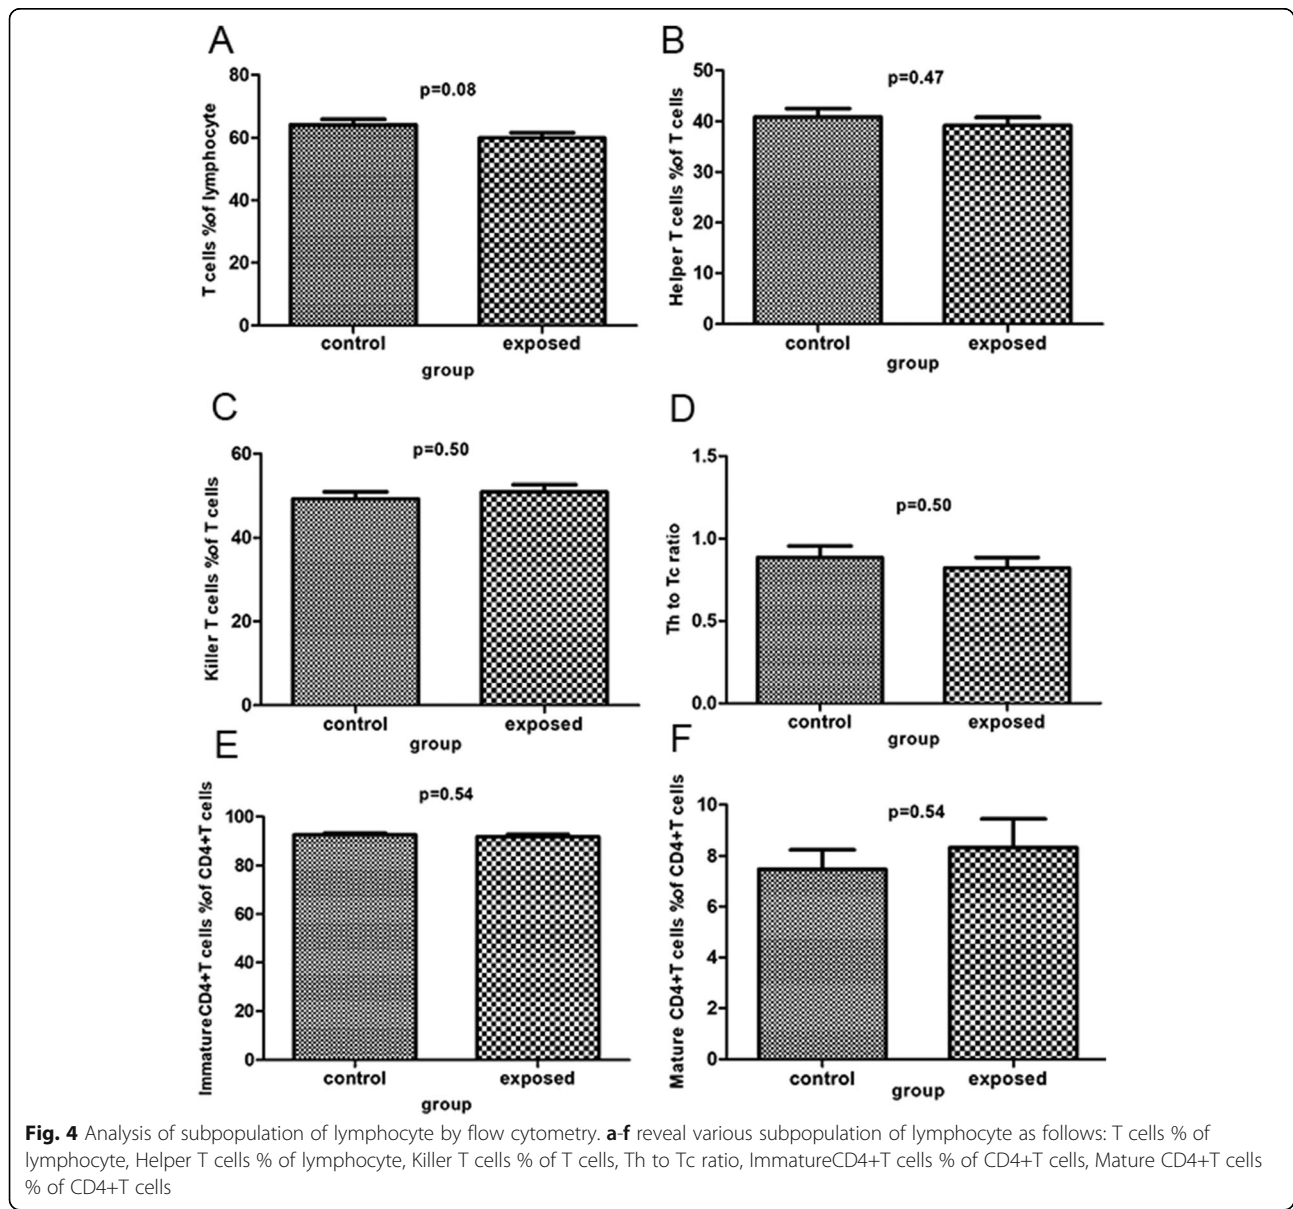 A
p=0.08
T cells %of lymphocyte
80
60
40
20
0
control
exposed
group
B
p=0.47
Helper T cells %of T cells
50
40
30
20
10
0
control
exposed
group
C
p=0.50
Killer T cells %of T cells
60
40
20
0
control
exposed
group
D
p=0.50
Th to Tc ratio
1.5
1.0
0.5
0.0
control
exposed
group
E
p=0.54
ImmatureCD4+T cells %of CD4+T cells
100
80
60
40
20
0
control
exposed
group
F
p=0.54
Mature CD4+T cells %of CD4+T cells
10
8
6
4
2
0
control
exposed
group
Fig. 4 Analysis of subpopulation of lymphocyte by flow cytometry. a-f reveal various subpopulation of lymphocyte as follows: T cells % of
lymphocyte, Helper T cells % of lymphocyte, Killer T cells % of T cells, Th to Tc ratio, ImmatureCD4+T cells % of CD4+T cells, Mature CD4+T cells
% of CD4+T cells